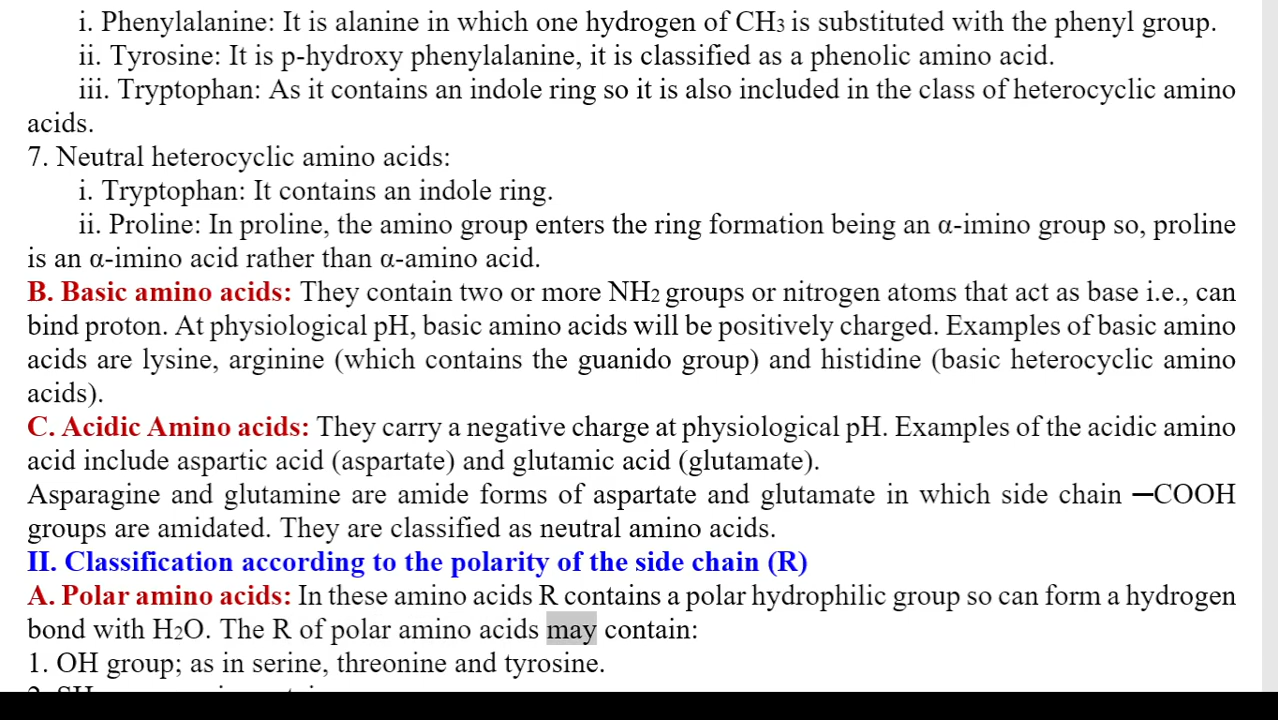 i. Phenylalanine: It is alanine in which one hydrogen of CH3 is substituted with the phenyl group.
ii. Tyrosine: It is p-hydroxy phenylalanine, it is classified as a phenolic amino acid.
iii. Tryptophan: As it contains an indole ring so it is also included in the class of heterocyclic amino
acids.
7. Neutral heterocyclic amino acids:
i. Tryptophan: It contains an indole ring.
ii. Proline: In proline, the amino group enters the ring formation being an α-imino group so, proline
is an α-imino acid rather than α-amino acid.
B. Basic amino acids: They contain two or more NH2 groups or nitrogen atoms that act as base i.e., can
bind proton. At physiological pH, basic amino acids will be positively charged. Examples of basic amino
acids are lysine, arginine (which contains the guanido group) and histidine (basic heterocyclic amino
acids).
C. Acidic Amino acids: They carry a negative charge at physiological pH. Examples of the acidic amino
acid include aspartic acid (aspartate) and glutamic acid (glutamate).
Asparagine and glutamine are amide forms of aspartate and glutamate in which side chain ─COOH
groups are amidated. They are classified as neutral amino acids.
II. Classification according to the polarity of the side chain (R)
A. Polar amino acids: In these amino acids R contains a polar hydrophilic group so can form a hydrogen
bond with H2O. The R of polar amino acids may contain:
1. OH group; as in serine, threonine and tyrosine.